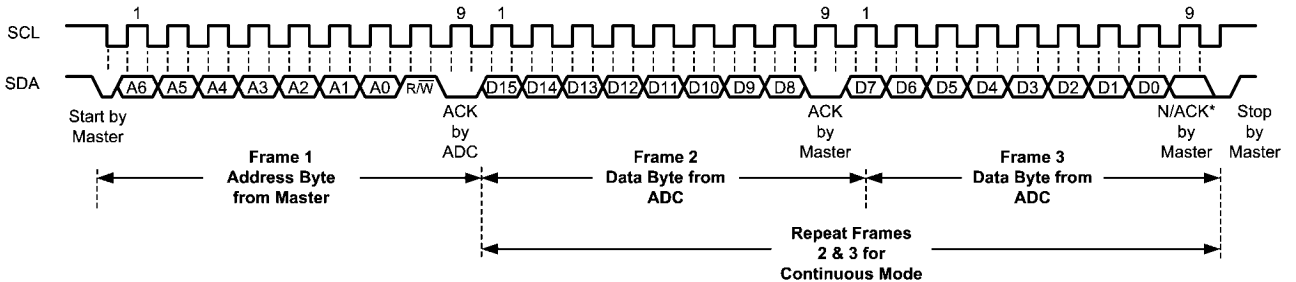 1 9 1 9 1 9
SCL
SDA A6 A5 A4 A3 A2 A1 A0 R/W D15 D14 D13 D12 D11 D10 D9 D8 D7 D6 D5 D4 D3 D2 D1 D0
Start by
Master
ACK
by
ADC
ACK
by
Master
N/ACK*
by
Master
Stop
by
Master
Frame 1
Address Byte
from Master
Frame 2
Data Byte from
ADC
Frame 3
Data Byte from
ADC
Repeat Frames
2 & 3 for
Continuous Mode